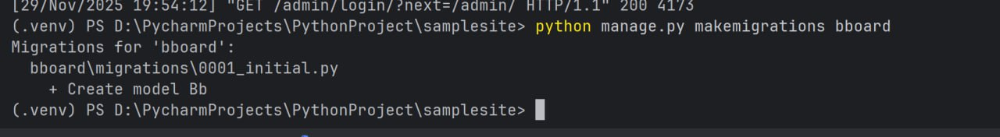 [29/Nov/2025 19:54:12] "GET /admin/login/?next=/admin/ HTTP/1.1" 200 4173
(.venv) PS D:\PycharmProjects\PythonProject\samplesite> python manage.py makemigrations bboard
Migrations for 'bboard':
  bboard\migrations\0001_initial.py
    + Create model Bb
(.venv) PS D:\PycharmProjects\PythonProject\samplesite>